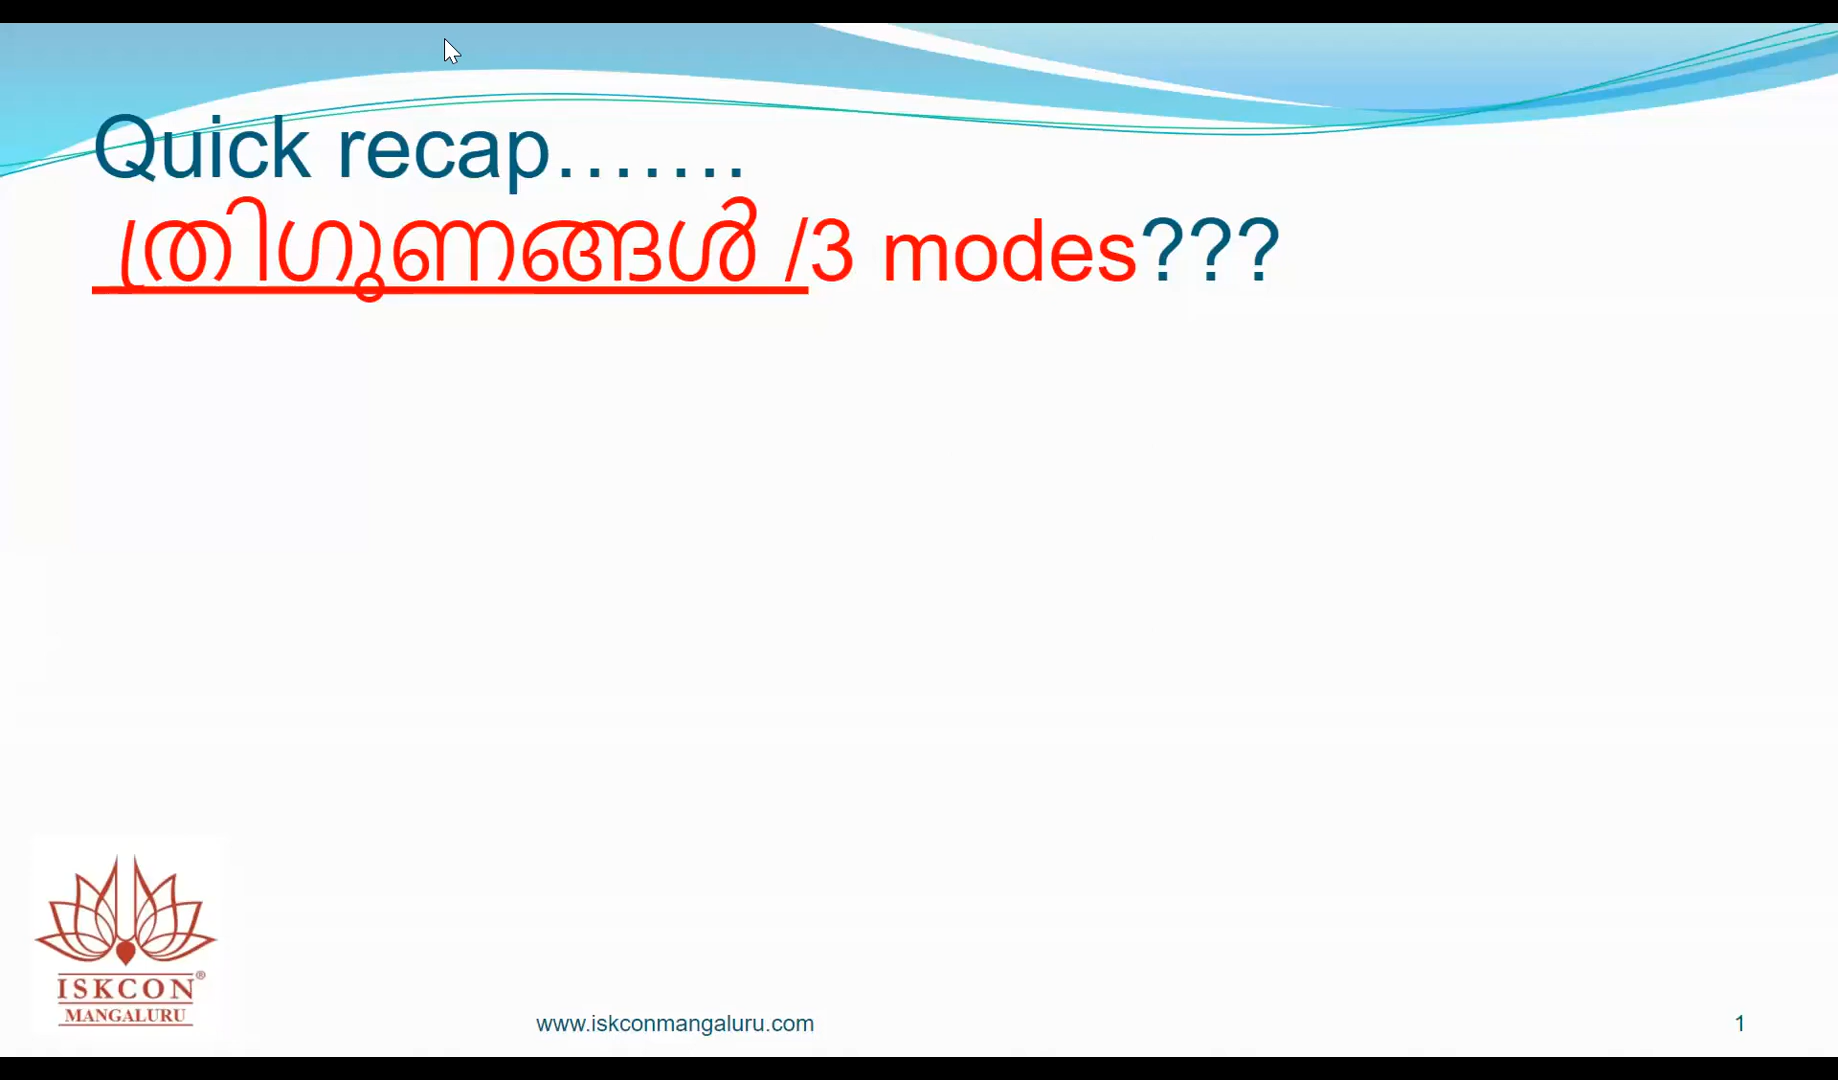 Quick recap.......
ത്രിഗുണങ്ങൾ /3 modes???
ISKCON®
MANGALURU
www.iskconmangaluru.com
1